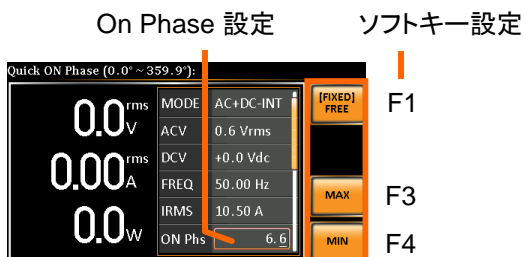 On Phase 設定 ソフトキー設定
Quick ON Phase (0.0° ~ 359.9°):
0.0 rms V
0.00 rms A
0.0 W
MODE AC+DC-INT
ACV 0.6 Vrms
DCV +0.0 Vdc
FREQ 50.00 Hz
IRMS 10.50 A
ON Phs 6.6
[FIXED]
FREE
MAX
MIN
F1
F3
F4